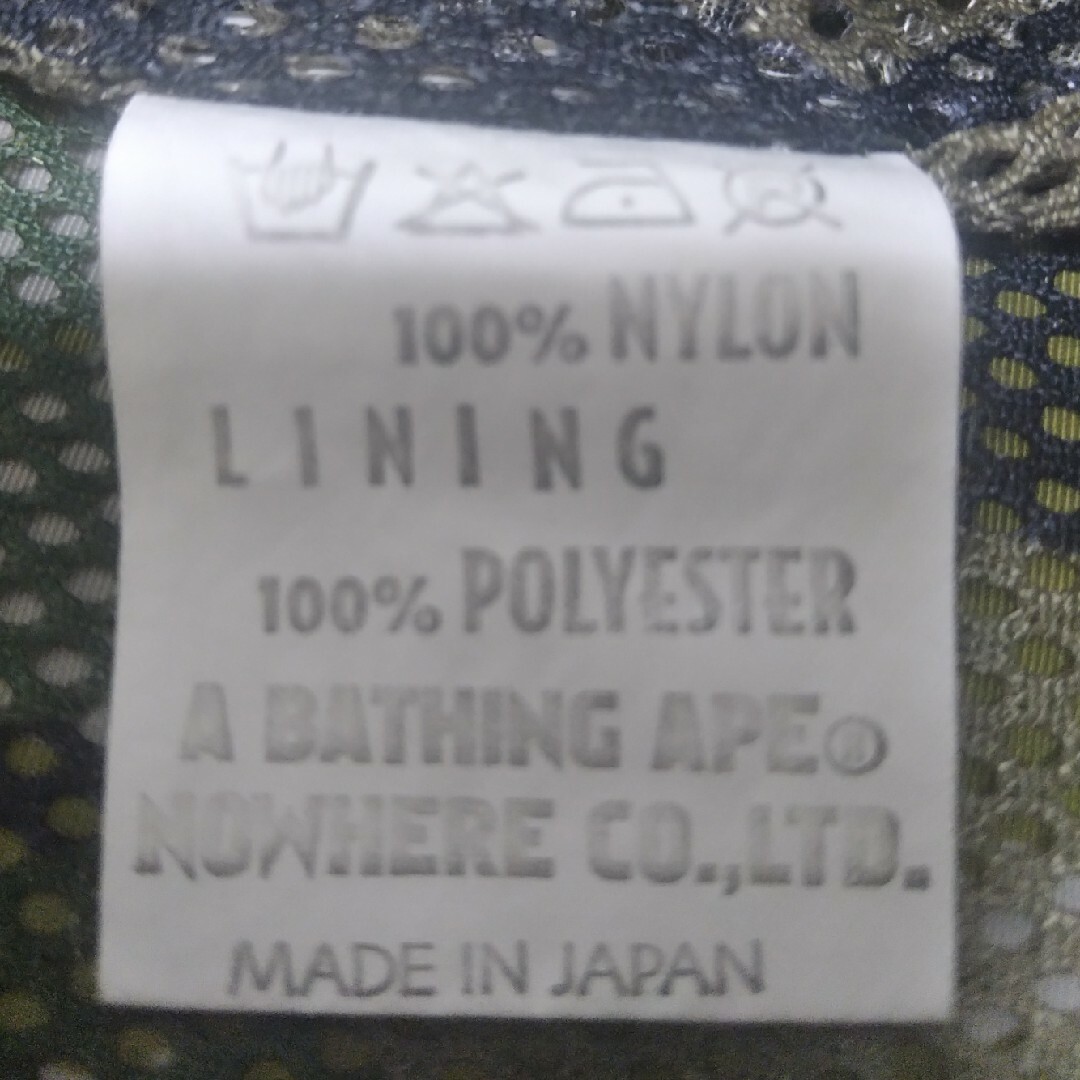 100% NYLON
LINING
100% POLYESTER
A BATHING APE®
NOWHERE CO.,LTD.
MADE IN JAPAN